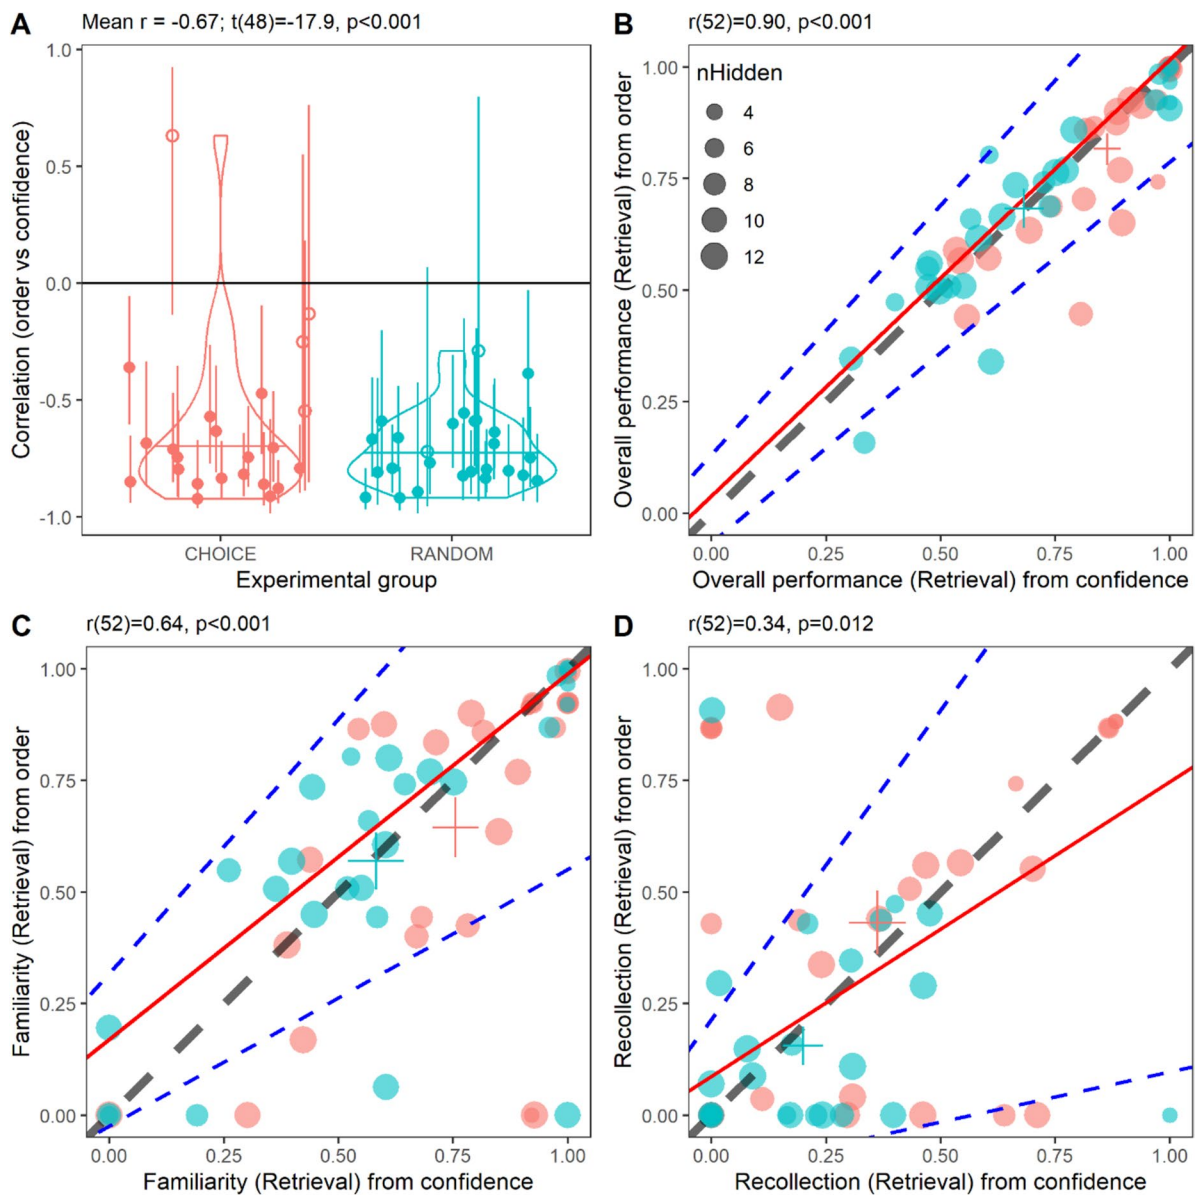 A Mean r = -0.67; t(48)=-17.9, p<0.001
Correlation (order vs confidence)
1.0
0.5
0.0
-0.5
-1.0
CHOICE RANDOM
Experimental group
B r(52)=0.90, p<0.001
Overall performance (Retrieval) from order
1.00
0.75
0.50
0.25
0.00
nHidden
4
6
8
10
12
0.00 0.25 0.50 0.75 1.00
Overall performance (Retrieval) from confidence
C r(52)=0.64, p<0.001
Familiarity (Retrieval) from order
1.00
0.75
0.50
0.25
0.00
0.00 0.25 0.50 0.75 1.00
Familiarity (Retrieval) from confidence
D r(52)=0.34, p=0.012
Recollection (Retrieval) from order
1.00
0.75
0.50
0.25
0.00
0.00 0.25 0.50 0.75 1.00
Recollection (Retrieval) from confidence